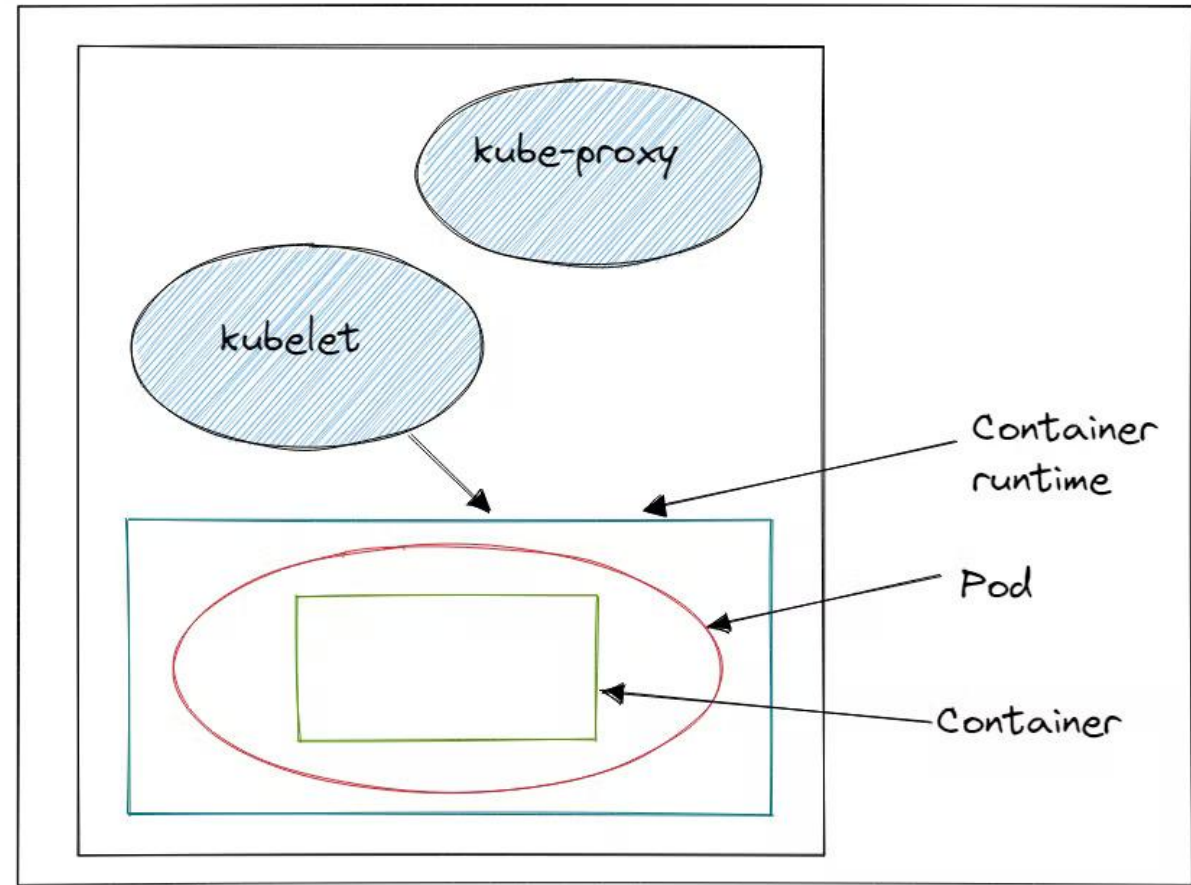 kube-proxy
kubelet
Container
runtime
Pod
Container